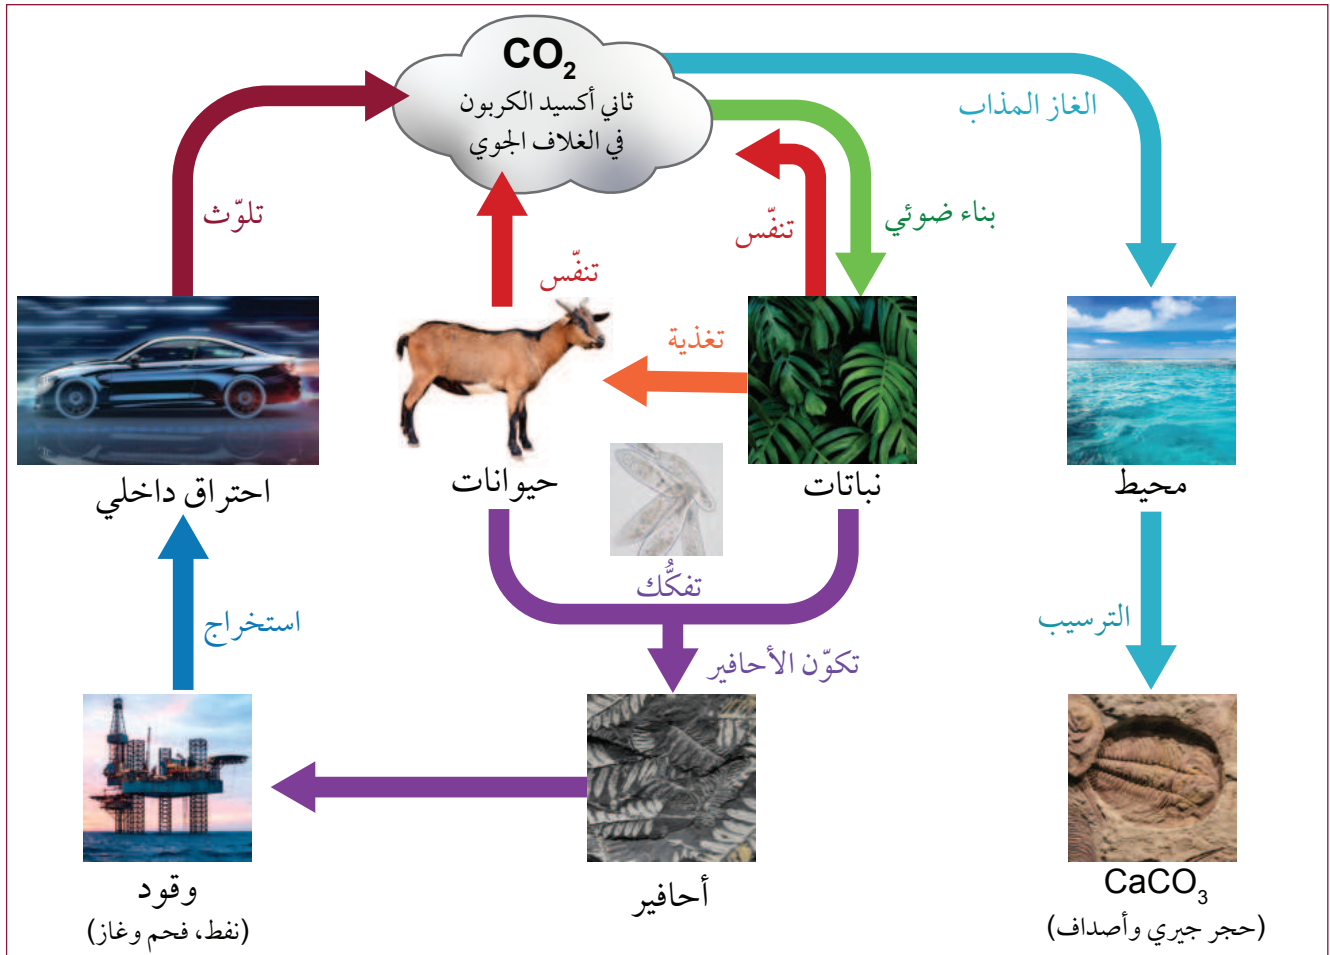 CO₂
ثاني أكسيد الكربون
في الغلاف الجوي
الغاز المذاب
بناء ضوئي
تنفّس
تنفّس
تلوّث
تغذية
محيط
نباتات
حيوانات
احتراق داخلي
تفكُّك
الترسيب
استخراج
تكوّن الأحافير
CaCO₃
(حجر جيري وأصداف)
أحافير
وقود
(نفط، فحم وغاز)